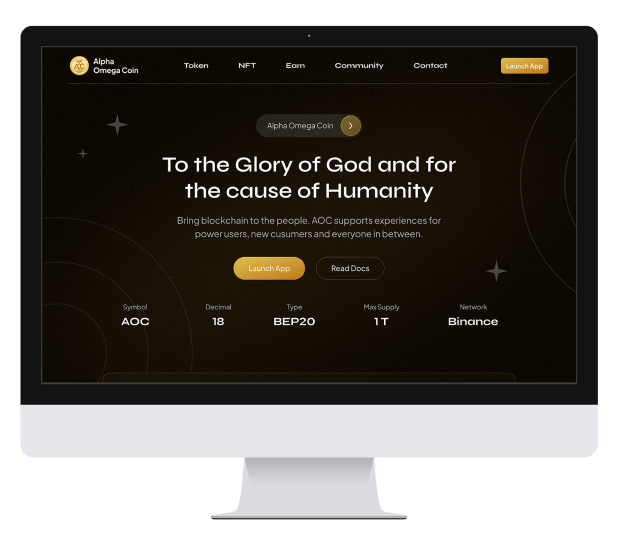 Alpha
Omega Coin
Token NFT Earn Community Contact
Launch App
Alpha Omega Coin
To the Glory of God and for
the cause of Humanity
Bring blockchain to the people. AOC supports experiences for
power users, new cusumers and everyone in between.
Launch App Read Docs
Symbol Decimal Type Max Supply Network
AOC 18 BEP20 1 T Binance